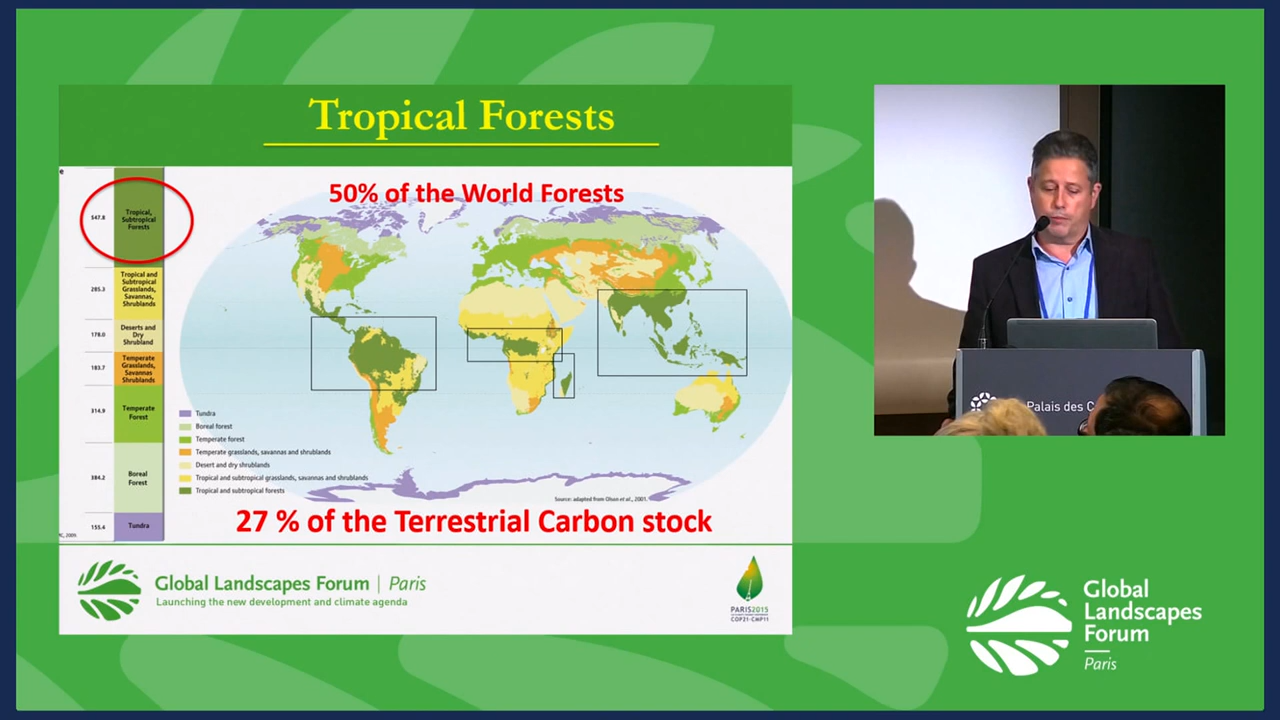 Tropical Forests
e
50% of the World Forests
547.8
Tropical,
Subtropical
Forests
285.3
Tropical and
Subtropical
Grasslands,
Savannas,
Shrublands
178.0
Deserts and
Dry
Shrubland
183.7
Temperate
Grasslands,
Savannas
Shrublands
314.9
Temperate
Forest
384.2
Boreal
Forest
155.4
Tundra
PC, 2005
Tundra
Boreal forest
Temperate forest
Temperate grasslands, savannas and shrublands
Desert and dry shrublands
Tropical and subtropical grasslands, savannas and shrublands
Tropical and subtropical forests
Source: adapted from Olson et al., 2001.
27 % of the Terrestrial Carbon stock
Global Landscapes Forum | Paris
Launching the new development and climate agenda
PARIS2015
COP21·CMP11
Palais des C
Global
Landscapes
Forum
Paris